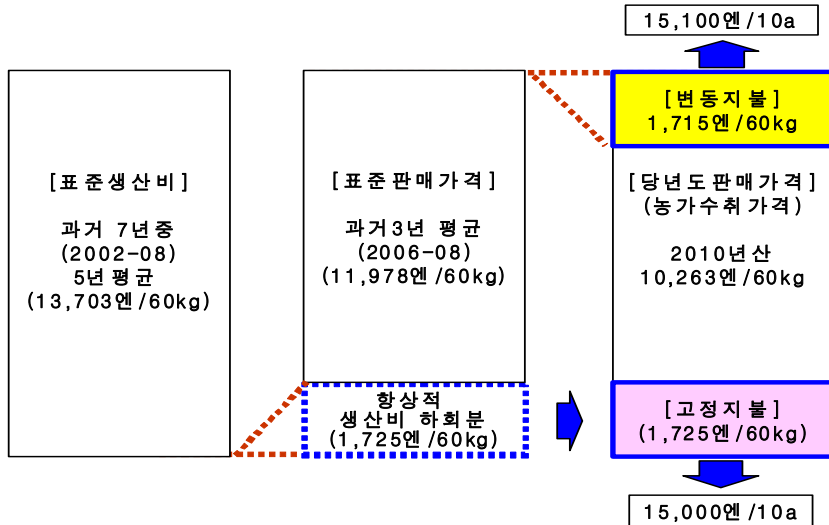 15,100엔/10a
[표준생산비]
과거 7년중
(2002-08)
5년 평균
(13,703엔/60kg)
[표준판매가격]
과거3년 평균
(2006-08)
(11,978엔/60kg)
항상적
생산비 하회분
(1,725엔/60kg)
[변동지불]
1,715엔/60kg
[당년도판매가격]
(농가수취가격)
2010년산
10,263엔/60kg
[고정지불]
(1,725엔/60kg)
15,000엔/10a